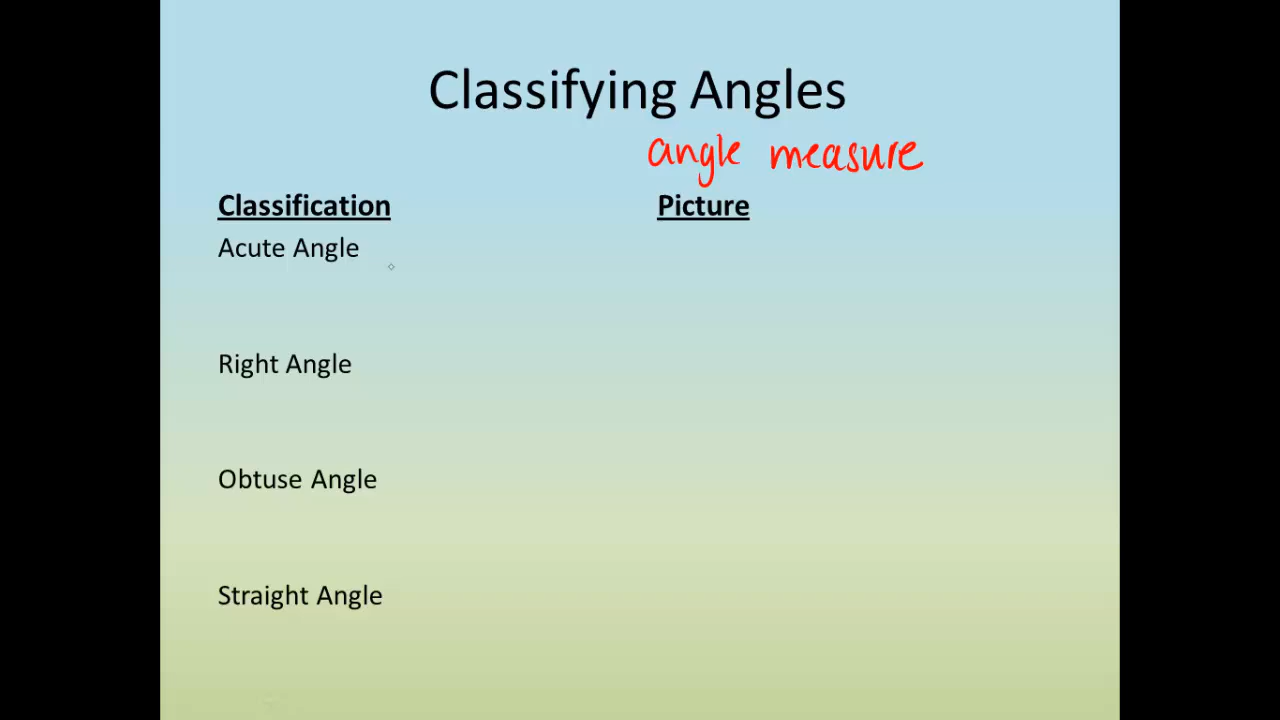 Classifying Angles
angle measure
Classification Picture
Acute Angle
Right Angle
Obtuse Angle
Straight Angle